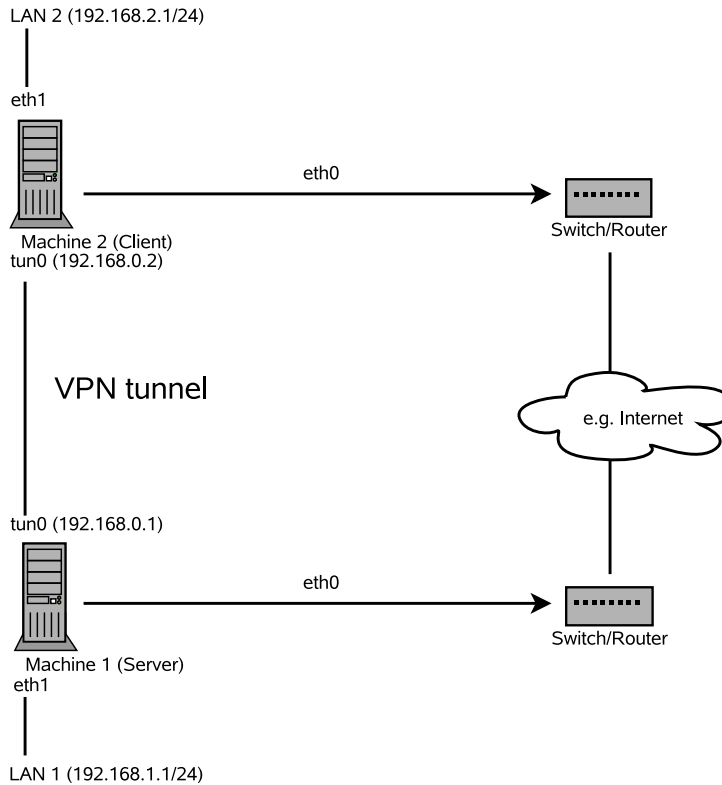 LAN 2 (192.168.2.1/24)
eth1
eth0
Machine 2 (Client)
tun0 (192.168.0.2)
Switch/Router
VPN tunnel
e.g. Internet
tun0 (192.168.0.1)
eth0
Machine 1 (Server)
eth1
Switch/Router
LAN 1 (192.168.1.1/24)